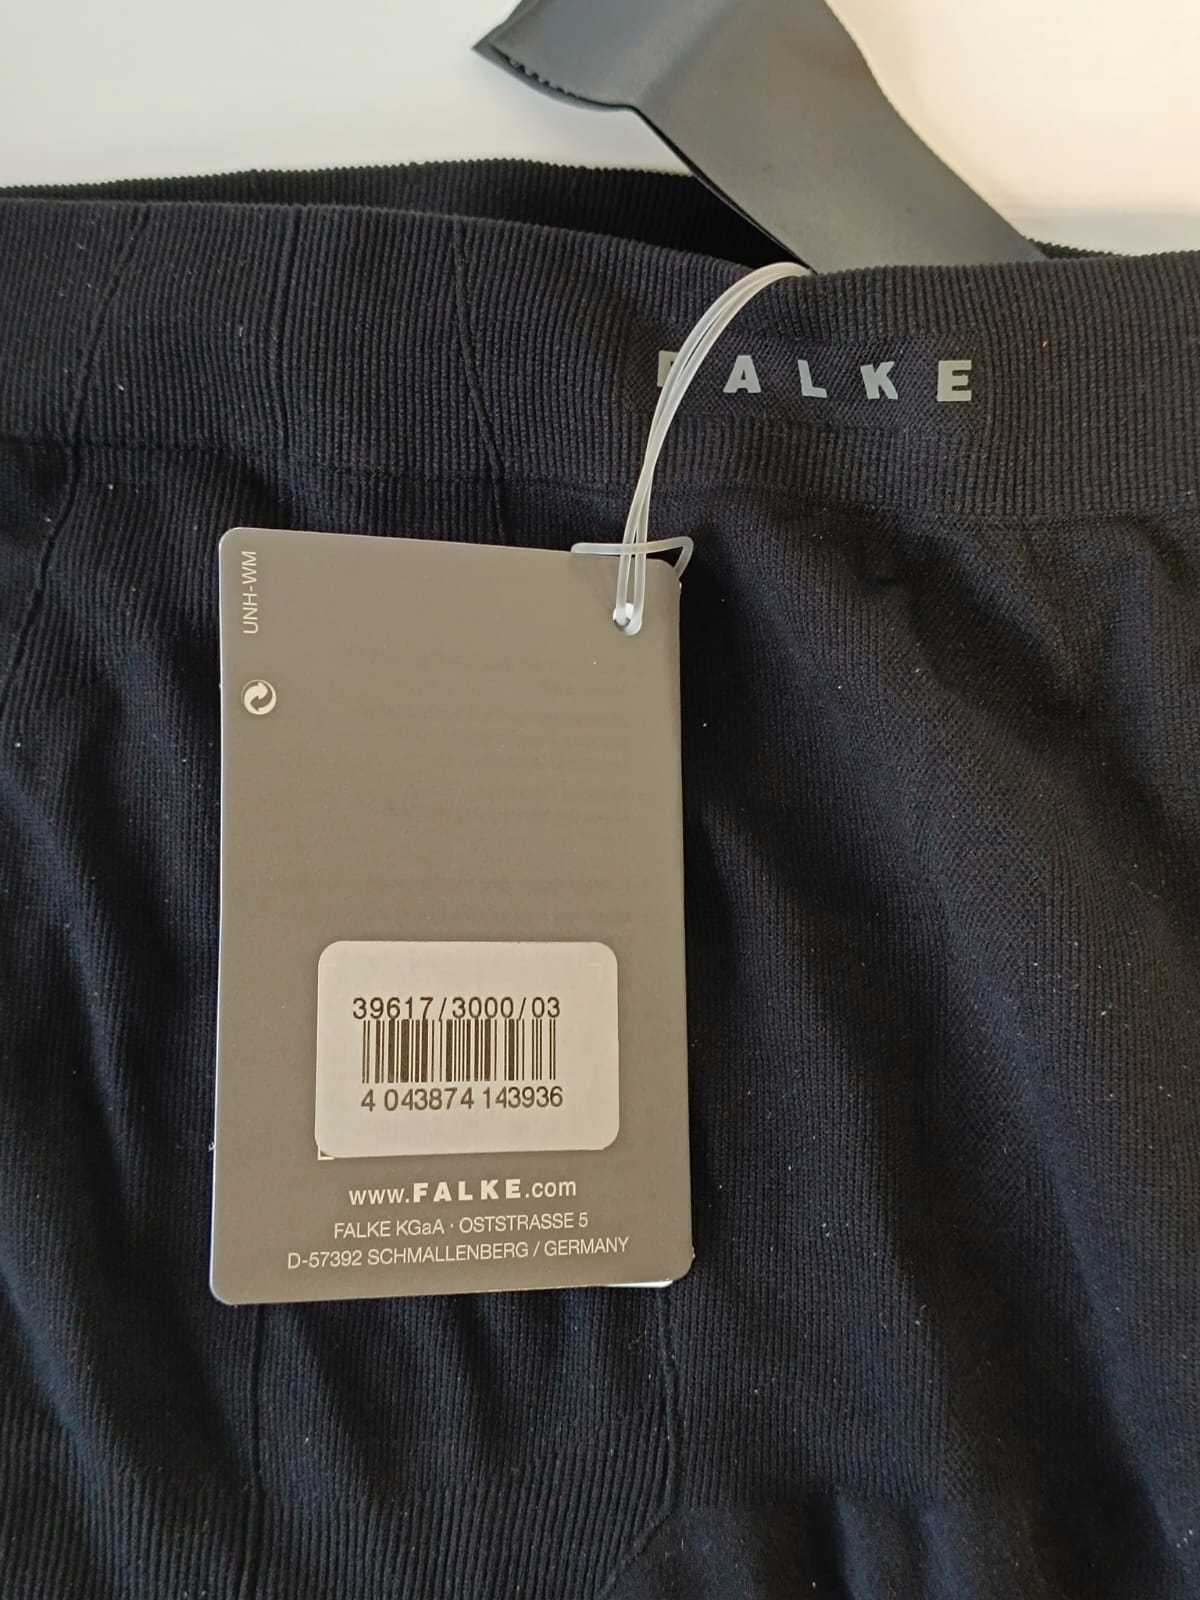 FALKE
UNH-WM
39617/3000/03
4 043874 143936
www.FALKE.com
FALKE KGaA · OSTSTRASSE 5
D-57392 SCHMALLENBERG / GERMANY